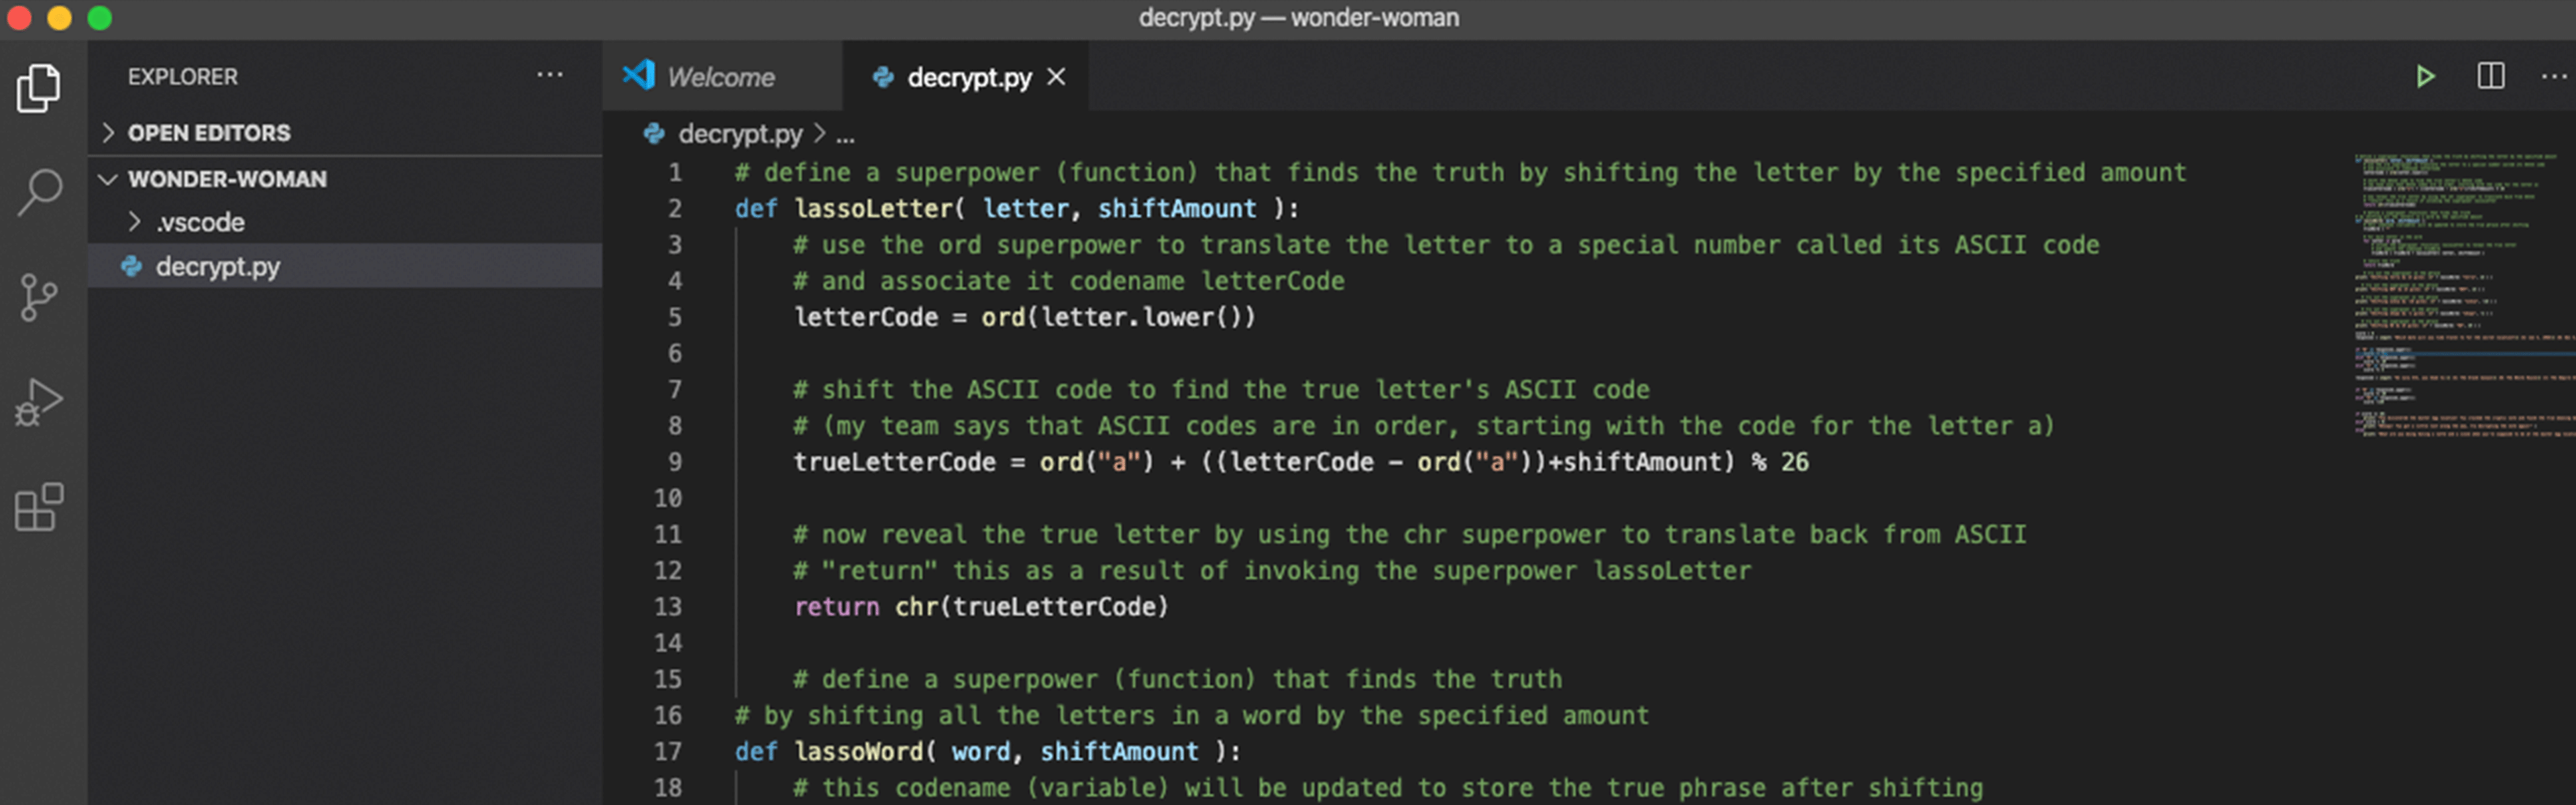 decrypt.py — wonder-woman
EXPLORER
OPEN EDITORS
WONDER-WOMAN
.vscode
decrypt.py
Welcome
decrypt.py
decrypt.py > ...
1 # define a superpower (function) that finds the truth by shifting the letter by the specified amount
2 def lassoLetter( letter, shiftAmount ):
3 # use the ord superpower to translate the letter to a special number called its ASCII code
4 # and associate it codename letterCode
5 letterCode = ord(letter.lower())
6
7 # shift the ASCII code to find the true letter's ASCII code
8 # (my team says that ASCII codes are in order, starting with the code for the letter a)
9 trueLetterCode = ord("a") + ((letterCode - ord("a"))+shiftAmount) % 26
10
11 # now reveal the true letter by using the chr superpower to translate back from ASCII
12 # "return" this as a result of invoking the superpower lassoLetter
13 return chr(trueLetterCode)
14
15 # define a superpower (function) that finds the truth
16 # by shifting all the letters in a word by the specified amount
17 def lassoWord( word, shiftAmount ):
18 # this codename (variable) will be updated to store the true phrase after shifting